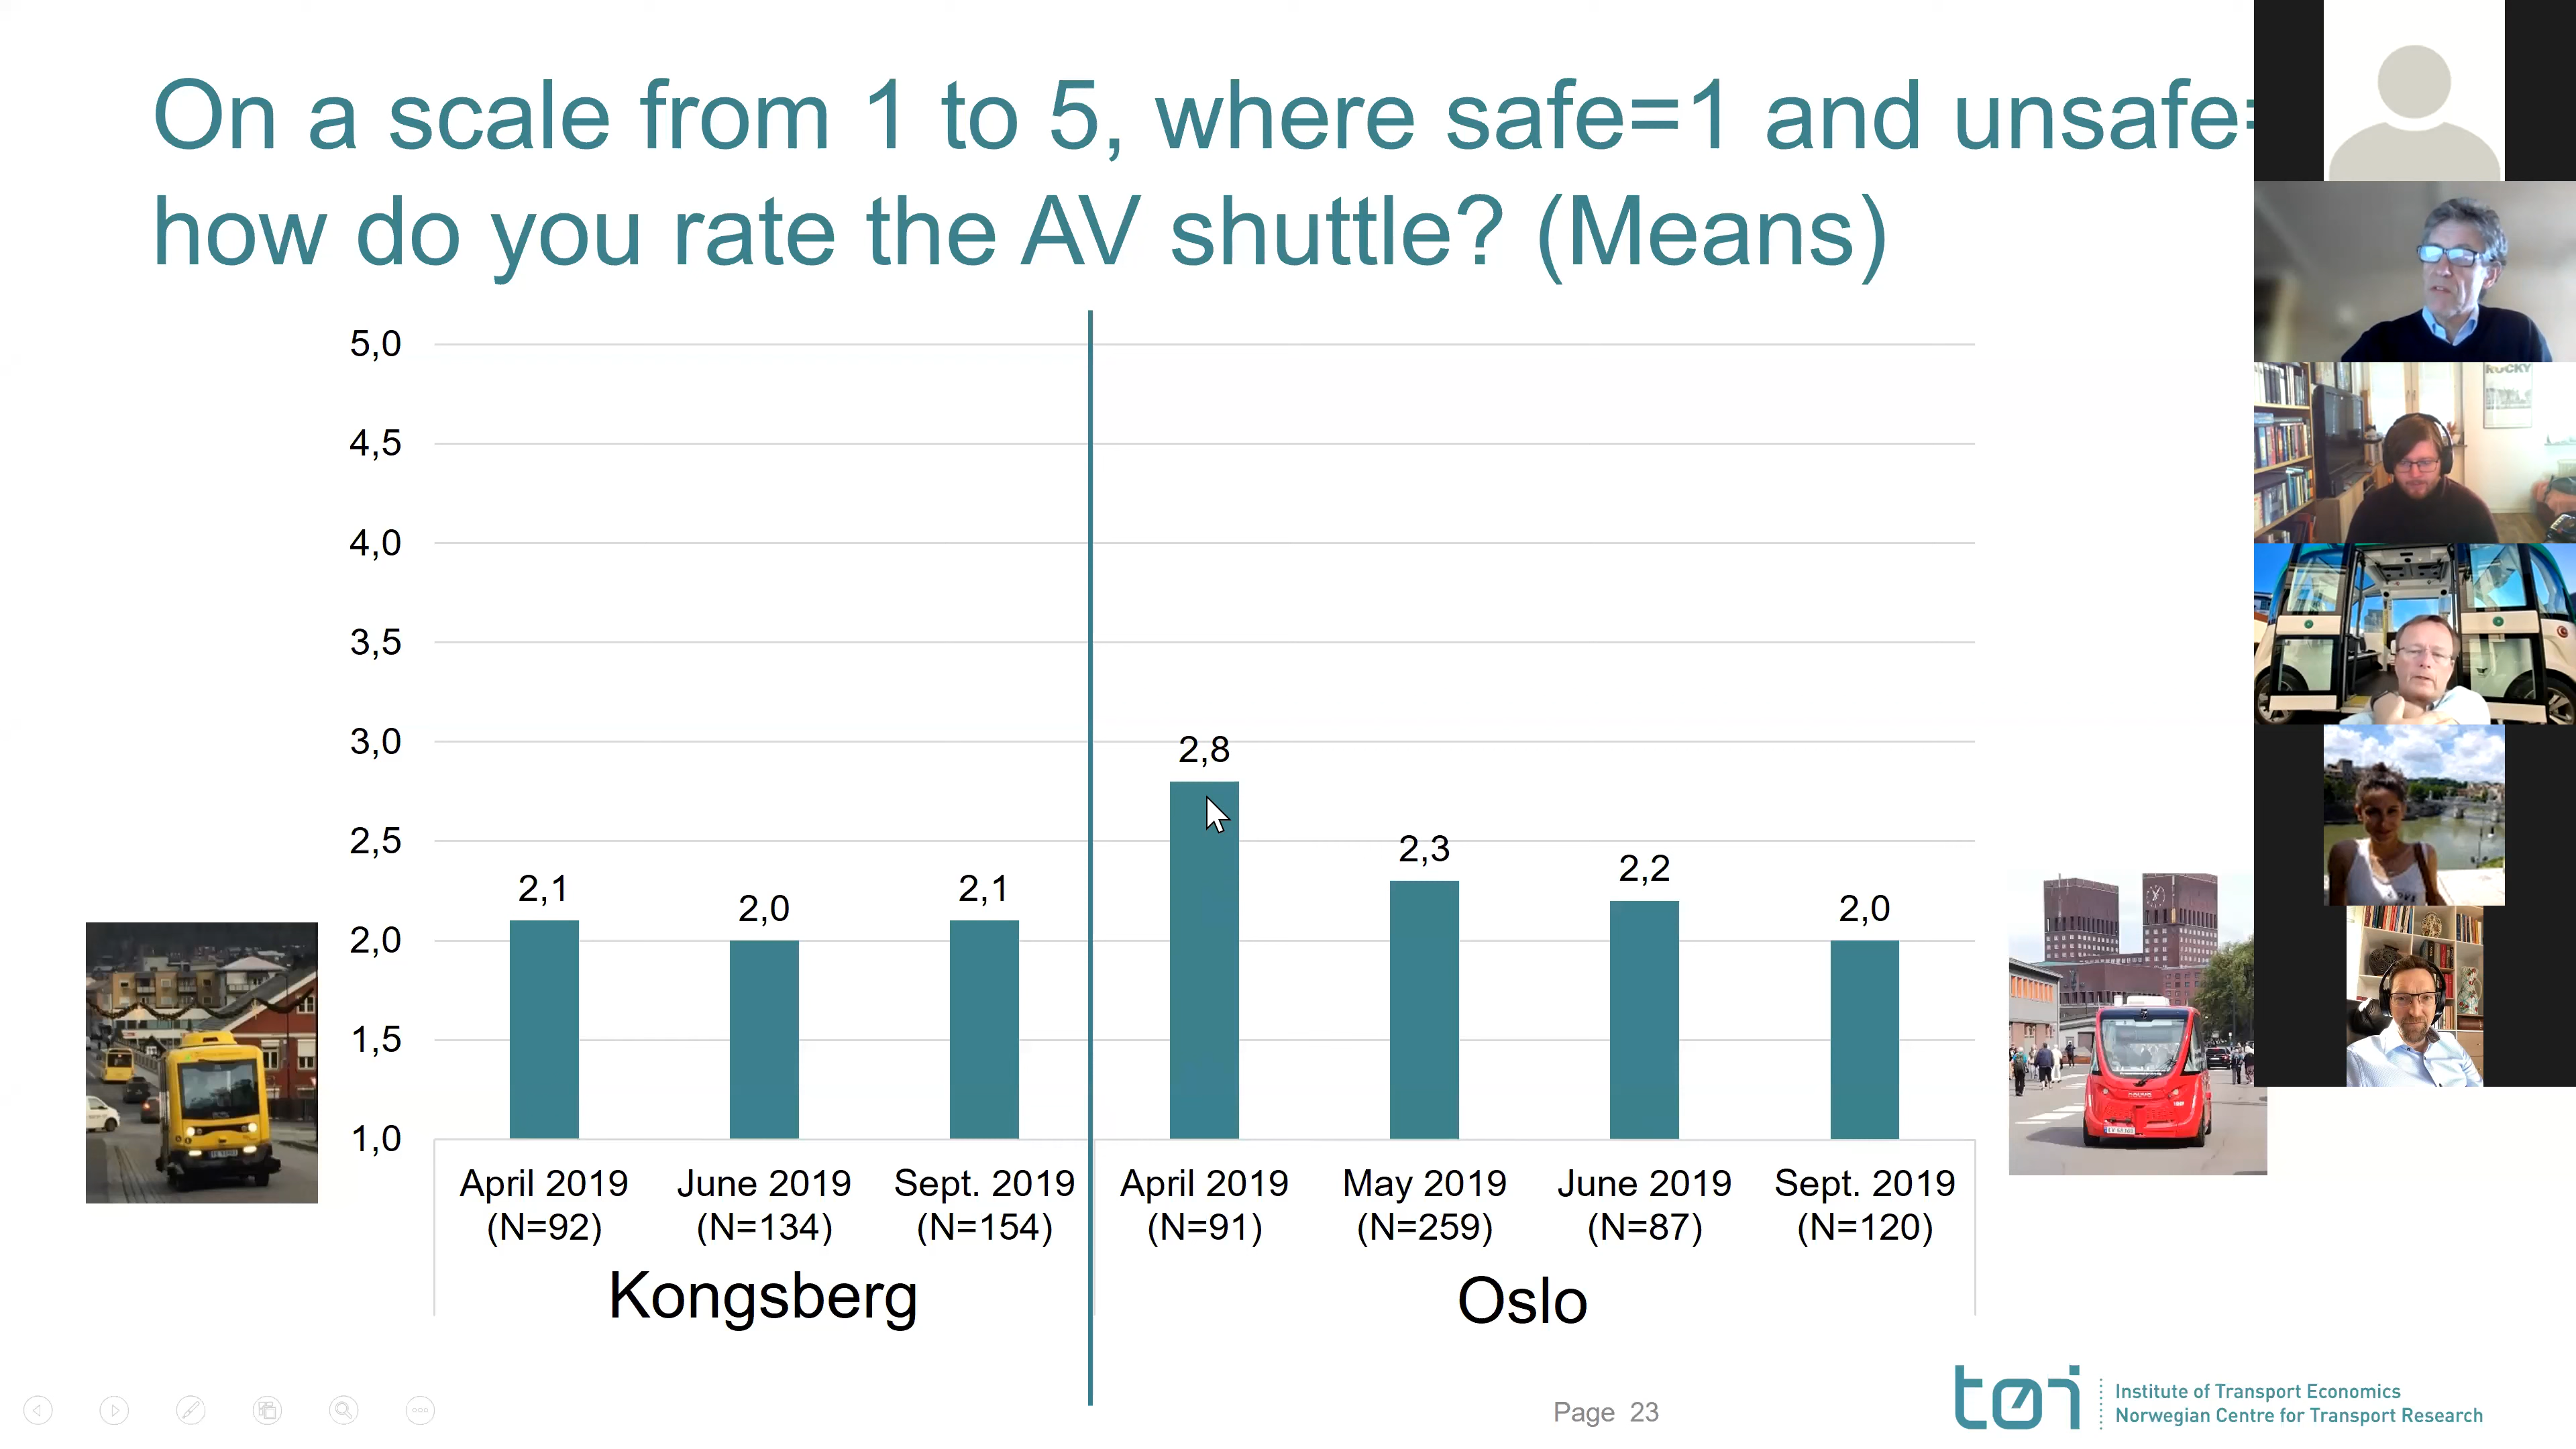 On a scale from 1 to 5, where safe=1 and unsafe=
how do you rate the AV shuttle? (Means)
5,0
4,5
4,0
3,5
3,0
2,5
2,0
1,5
1,0
2,1
2,0
2,1
2,8
2,3
2,2
2,0
April 2019
(N=92)
June 2019
(N=134)
Sept. 2019
(N=154)
April 2019
(N=91)
May 2019
(N=259)
June 2019
(N=87)
Sept. 2019
(N=120)
Kongsberg
Oslo
Page 23
tøi
Institute of Transport Economics
Norwegian Centre for Transport Research
ROCKY